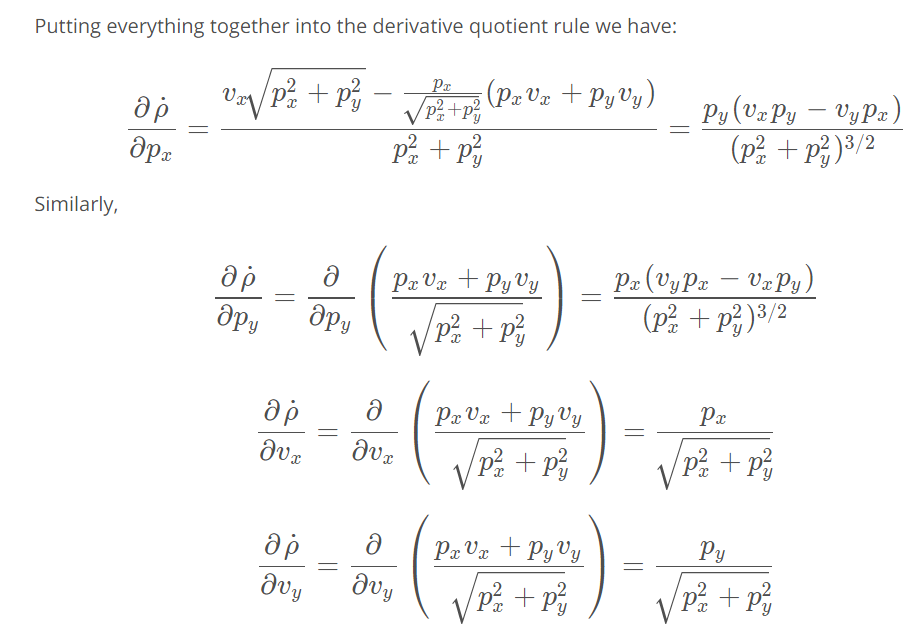 Putting everything together into the derivative quotient rule we have:
$$\frac{\partial \dot{\rho}}{\partial p_x} = \frac{v_x\sqrt{p_x^2 + p_y^2} - \frac{p_x}{\sqrt{p_x^2+p_y^2}}(p_x v_x + p_y v_y)}{p_x^2 + p_y^2} = \frac{p_y(v_x p_y - v_y p_x)}{(p_x^2 + p_y^2)^{3/2}}$$
Similarly,
$$\frac{\partial \dot{\rho}}{\partial p_y} = \frac{\partial}{\partial p_y}\left(\frac{p_x v_x + p_y v_y}{\sqrt{p_x^2 + p_y^2}}\right) = \frac{p_x(v_y p_x - v_x p_y)}{(p_x^2 + p_y^2)^{3/2}}$$
$$\frac{\partial \dot{\rho}}{\partial v_x} = \frac{\partial}{\partial v_x}\left(\frac{p_x v_x + p_y v_y}{\sqrt{p_x^2 + p_y^2}}\right) = \frac{p_x}{\sqrt{p_x^2 + p_y^2}}$$
$$\frac{\partial \dot{\rho}}{\partial v_y} = \frac{\partial}{\partial v_y}\left(\frac{p_x v_x + p_y v_y}{\sqrt{p_x^2 + p_y^2}}\right) = \frac{p_y}{\sqrt{p_x^2 + p_y^2}}$$